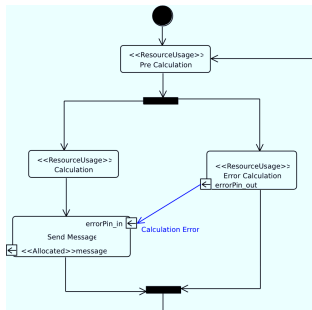 <<ResourceUsage>>
Pre Calculation
<<ResourceUsage>>
Calculation
<<ResourceUsage>>
Error Calculation
errorPin_out
errorPin_in
Calculation Error
Send Message
<<Allocated>>message